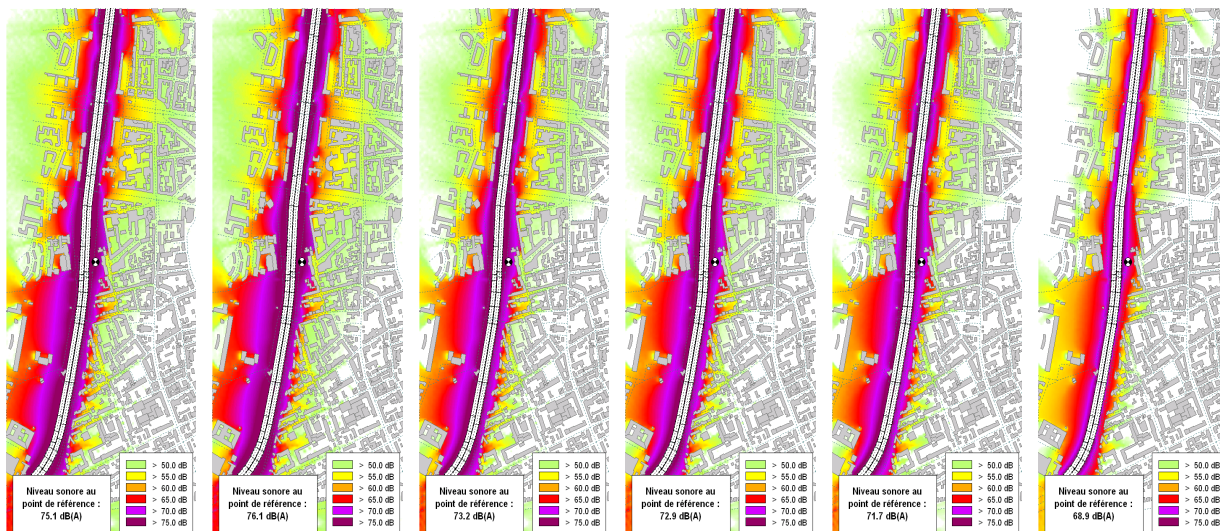 > 50.0 dB
> 55.0 dB
> 60.0 dB
> 65.0 dB
> 70.0 dB
> 75.0 dB
Niveau sonore au
point de référence :
75.1 dB(A)
> 50.0 dB
> 55.0 dB
> 60.0 dB
> 65.0 dB
> 70.0 dB
> 75.0 dB
Niveau sonore au
point de référence :
76.1 dB(A)
> 50.0 dB
> 55.0 dB
> 60.0 dB
> 65.0 dB
> 70.0 dB
> 75.0 dB
Niveau sonore au
point de référence :
73.2 dB(A)
> 50.0 dB
> 55.0 dB
> 60.0 dB
> 65.0 dB
> 70.0 dB
> 75.0 dB
Niveau sonore au
point de référence :
72.9 dB(A)
> 50.0 dB
> 55.0 dB
> 60.0 dB
> 65.0 dB
> 70.0 dB
> 75.0 dB
Niveau sonore au
point de référence :
71.7 dB(A)
> 50.0 dB
> 55.0 dB
> 60.0 dB
> 65.0 dB
> 70.0 dB
> 75.0 dB
Niveau sonore au
point de référence :
68.9 dB(A)